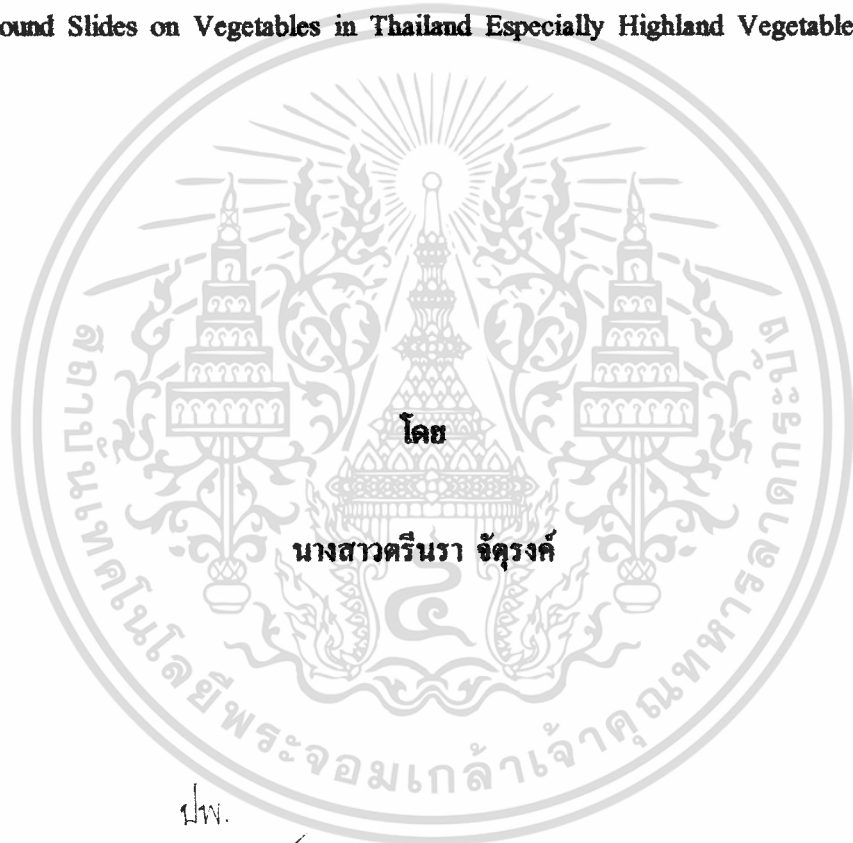 ound Slides on Vegetables in Thailand Especially Highland Vegetable
โดย
นางสาวตรีนรา จัตุรงค์
สถาบันเทคโนโลยีพระจอมเกล้าเจ้าคุณทหารลาดกระบัง
ปพ.